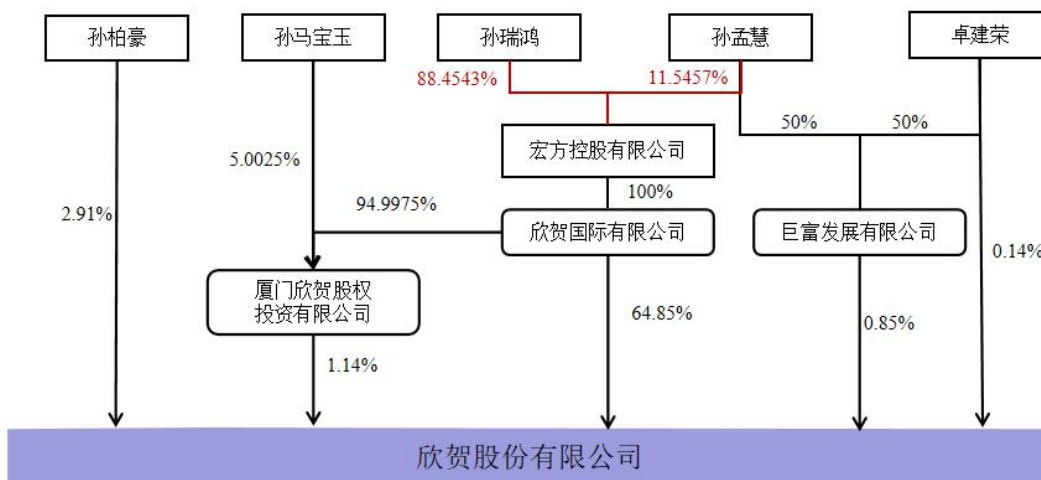 孙柏豪
孙马宝玉
孙瑞鸿
孙孟慧
卓建荣
88.4543%
11.5457%
50%
50%
宏方控股有限公司
5.0025%
100%
2.91%
94.9975%
欣贺国际有限公司
巨富发展有限公司
0.14%
厦门欣贺股权
投资有限公司
64.85%
0.85%
1.14%
欣贺股份有限公司